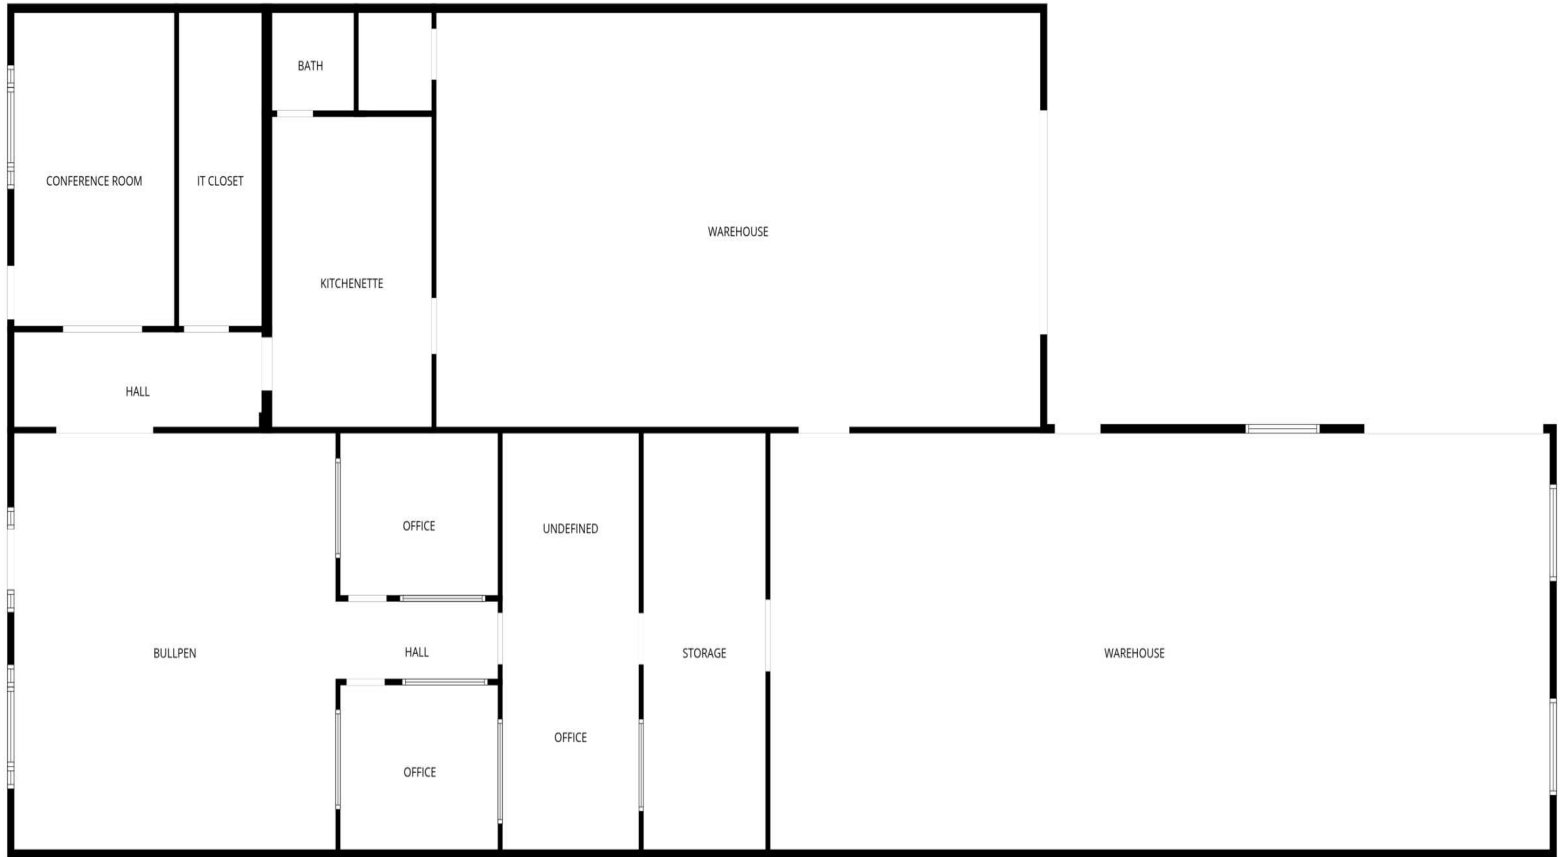 BATH
CONFERENCE ROOM
IT CLOSET
WAREHOUSE
KITCHENETTE
HALL
OFFICE
UNDEFINED
BULLPEN
HALL
STORAGE
WAREHOUSE
OFFICE
OFFICE